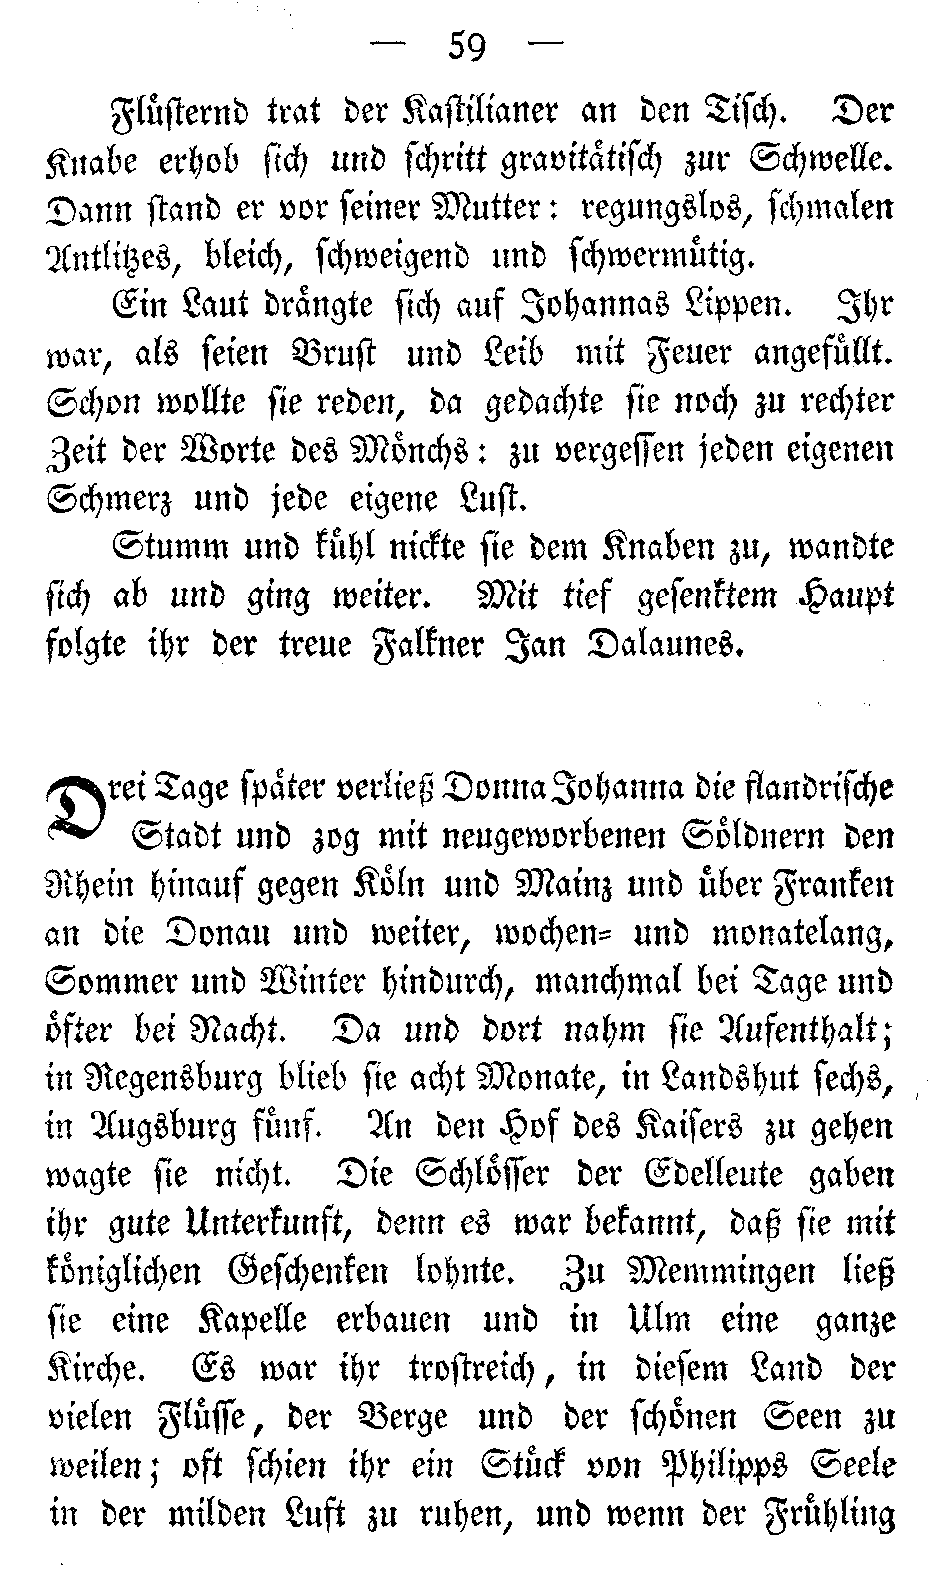 — 59 —
Flüsternd trat der Kastilianer an den Tisch. Der
Knabe erhob sich und schritt gravitätisch zur Schwelle.
Dann stand er vor seiner Mutter: regungslos, schmalen
Antlitzes, bleich, schweigend und schwermütig.
Ein Laut drängte sich auf Johannas Lippen. Ihr
war, als seien Brust und Leib mit Feuer angefüllt.
Schon wollte sie reden, da gedachte sie noch zu rechter
Zeit der Worte des Mönchs: zu vergessen jeden eigenen
Schmerz und jede eigene Lust.
Stumm und kühl nickte sie dem Knaben zu, wandte
sich ab und ging weiter. Mit tief gesenktem Haupt
folgte ihr der treue Falkner Jan Dalaunes.
Drei Tage später verließ Donna Johanna die flandrische
Stadt und zog mit neugeworbenen Söldnern den
Rhein hinauf gegen Köln und Mainz und über Franken
an die Donau und weiter, wochen= und monatelang,
Sommer und Winter hindurch, manchmal bei Tage und
öfter bei Nacht. Da und dort nahm sie Aufenthalt;
in Regensburg blieb sie acht Monate, in Landshut sechs,
in Augsburg fünf. An den Hof des Kaisers zu gehen
wagte sie nicht. Die Schlösser der Edelleute gaben
ihr gute Unterkunft, denn es war bekannt, daß sie mit
königlichen Geschenken lohnte. Zu Memmingen ließ
sie eine Kapelle erbauen und in Ulm eine ganze
Kirche. Es war ihr trostreich, in diesem Land der
vielen Flüsse, der Berge und der schönen Seen zu
weilen; oft schien ihr ein Stück von Philipps Seele
in der milden Luft zu ruhen, und wenn der Frühling